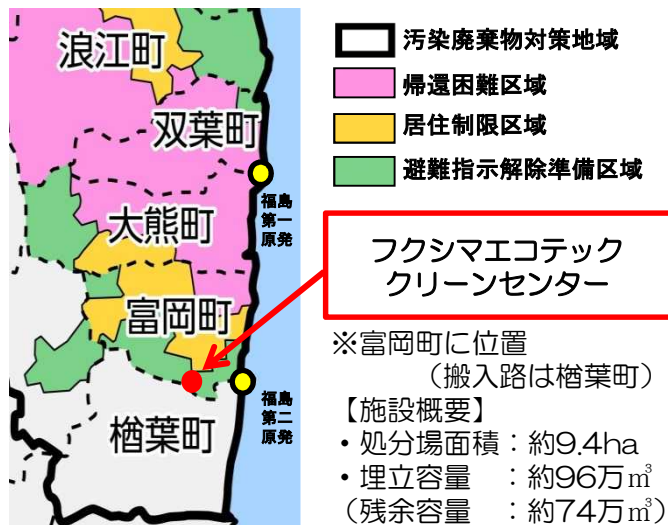 浪江町
双葉町
福島
第一
原発
大熊町
富岡町
福島
第二
原発
楢葉町
汚染廃棄物対策地域
帰還困難区域
居住制限区域
避難指示解除準備区域
フクシマエコテック
クリーンセンター
※富岡町に位置
（搬入路は楢葉町）
【施設概要】
・処分場面積：約9.4ha
・埋立容量　：約96万㎥
（残余容量　：約74万㎥）